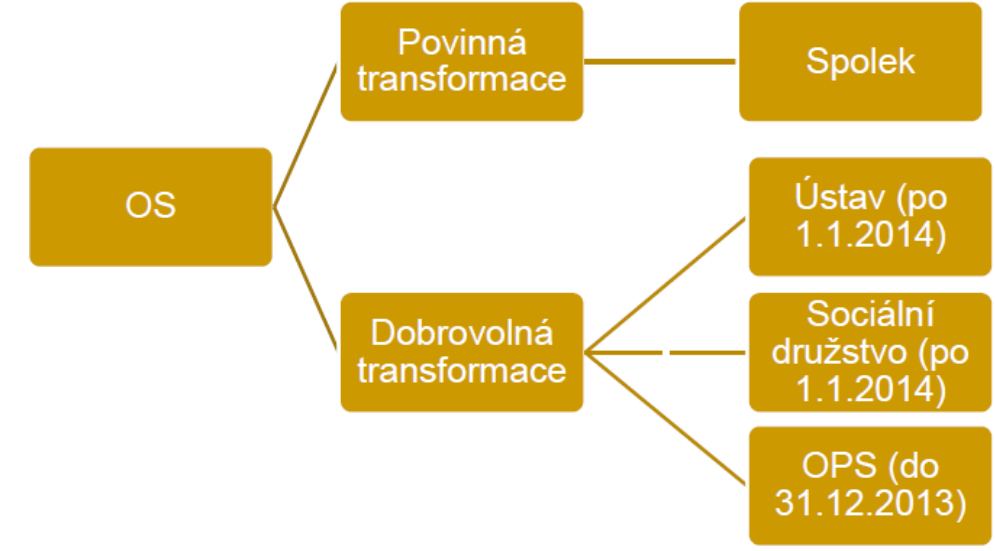 Povinná
transformace
Spolek
OS
Ústav (po
1.1.2014)
Dobrovolná
transformace
Sociální
družstvo (po
1.1.2014)
OPS (do
31.12.2013)